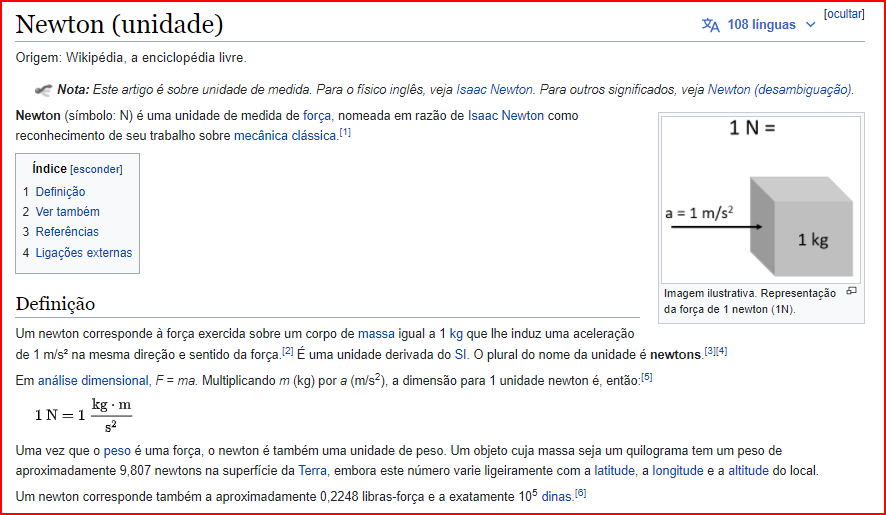 Newton (unidade)
108 línguas
[ocultar]
Origem: Wikipédia, a enciclopédia livre.
Nota: Este artigo é sobre unidade de medida. Para o físico inglês, veja Isaac Newton. Para outros significados, veja Newton (desambiguação).
Newton (símbolo: N) é uma unidade de medida de força, nomeada em razão de Isaac Newton como
reconhecimento de seu trabalho sobre mecânica clássica.[1]
Índice [esconder]
1 Definição
2 Ver também
3 Referências
4 Ligações externas
1 N =
a = 1 m/s²
1 kg
Imagem ilustrativa. Representação
da força de 1 newton (1N).
Definição
Um newton corresponde à força exercida sobre um corpo de massa igual a 1 kg que lhe induz uma aceleração
de 1 m/s² na mesma direção e sentido da força.[2] É uma unidade derivada do SI. O plural do nome da unidade é newtons.[3][4]
Em análise dimensional, F = ma. Multiplicando m (kg) por a (m/s²), a dimensão para 1 unidade newton é, então:[5]
1 N = 1 kg · m / s²
Uma vez que o peso é uma força, o newton é também uma unidade de peso. Um objeto cuja massa seja um quilograma tem um peso de
aproximadamente 9,807 newtons na superfície da Terra, embora este número varie ligeiramente com a latitude, a longitude e a altitude do local.
Um newton corresponde também a aproximadamente 0,2248 libras-força e a exatamente 10⁵ dinas.[6]